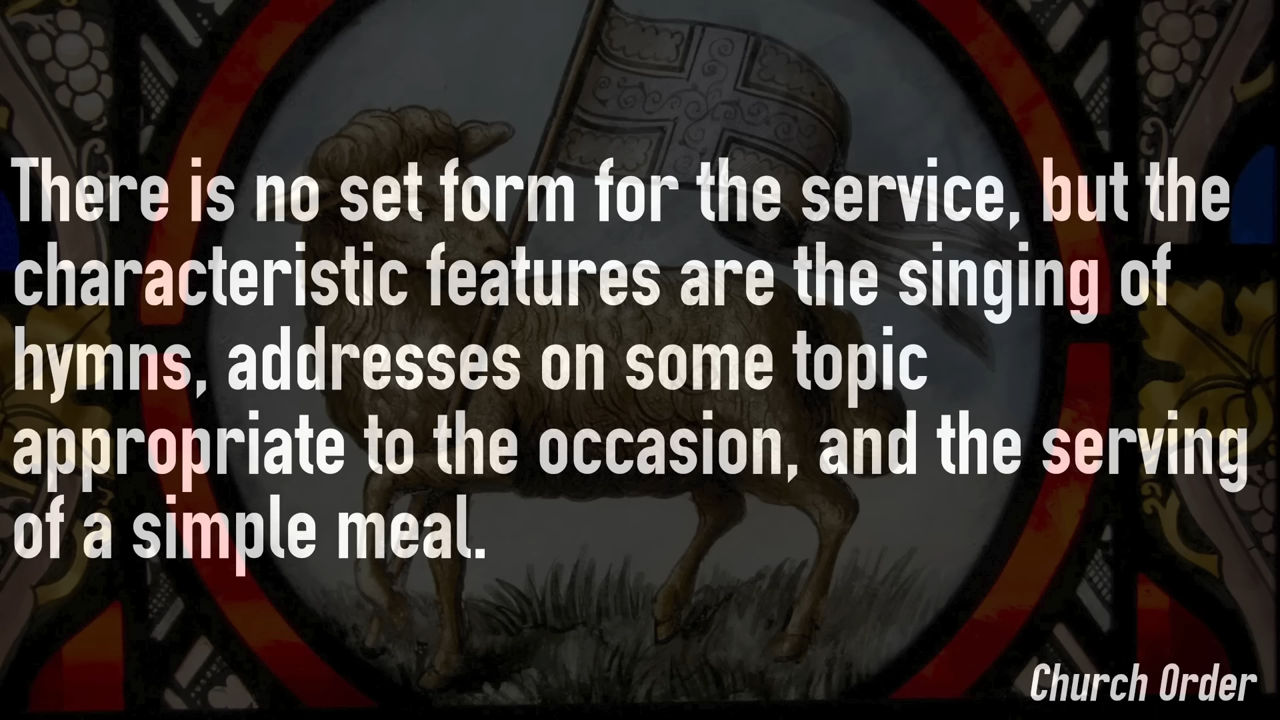 There is no set form for the service, but the
characteristic features are the singing of
hymns, addresses on some topic
appropriate to the occasion, and the serving
of a simple meal.
Church Order